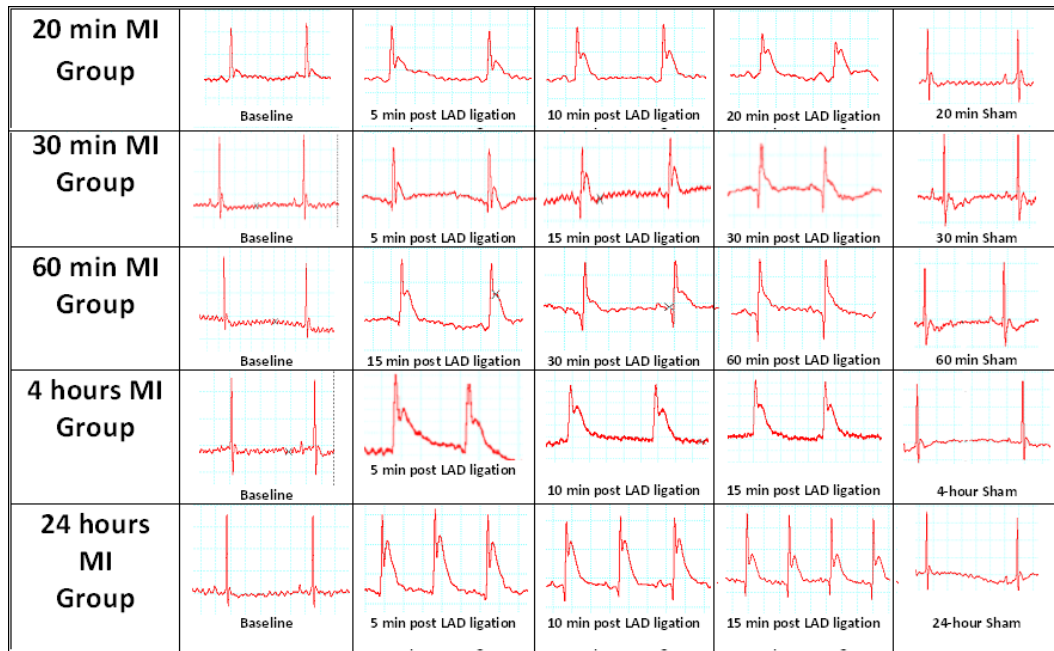 20 min MI
Group
Baseline
5 min post LAD ligation
10 min post LAD ligation
20 min post LAD ligation
20 min Sham
30 min MI
Group
Baseline
5 min post LAD ligation
15 min post LAD ligation
30 min post LAD ligation
30 min Sham
60 min MI
Group
Baseline
15 min post LAD ligation
30 min post LAD ligation
60 min post LAD ligation
60 min Sham
4 hours MI
Group
Baseline
5 min post LAD ligation
10 min post LAD ligation
15 min post LAD ligation
4-hour Sham
24 hours
MI
Group
Baseline
5 min post LAD ligation
10 min post LAD ligation
15 min post LAD ligation
24-hour Sham